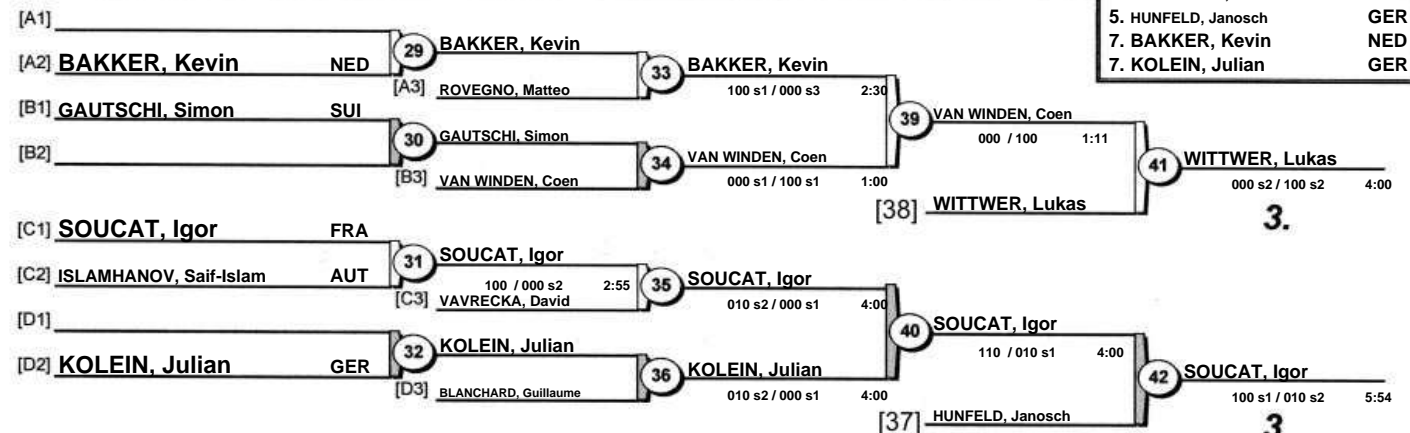 5. HUNFELD, Janosch GER
7. BAKKER, Kevin NED
7. KOLEIN, Julian GER
[A1]
[A2] BAKKER, Kevin NED
29 BAKKER, Kevin
[A3] ROVEGNO, Matteo
33 BAKKER, Kevin
100 s1 / 000 s3 2:30
[B1] GAUTSCHI, Simon SUI
[B2]
30 GAUTSCHI, Simon
[B3] VAN WINDEN, Coen
34 VAN WINDEN, Coen
000 s1 / 100 s1 1:00
39 VAN WINDEN, Coen
000 / 100 1:11
[38] WITTWER, Lukas
41 WITTWER, Lukas
000 s2 / 100 s2 4:00
3.
[C1] SOUCAT, Igor FRA
[C2] ISLAMHANOV, Saif-Islam AUT
31 SOUCAT, Igor
100 / 000 s2 2:55
[C3] VAVRECKA, David
35 SOUCAT, Igor
010 s2 / 000 s1 4:00
[D1]
[D2] KOLEIN, Julian GER
32 KOLEIN, Julian
[D3] BLANCHARD, Guillaume
36 KOLEIN, Julian
010 s2 / 000 s1 4:00
40 SOUCAT, Igor
110 / 010 s1 4:00
[37] HUNFELD, Janosch
42 SOUCAT, Igor
100 s1 / 010 s2 5:54
3